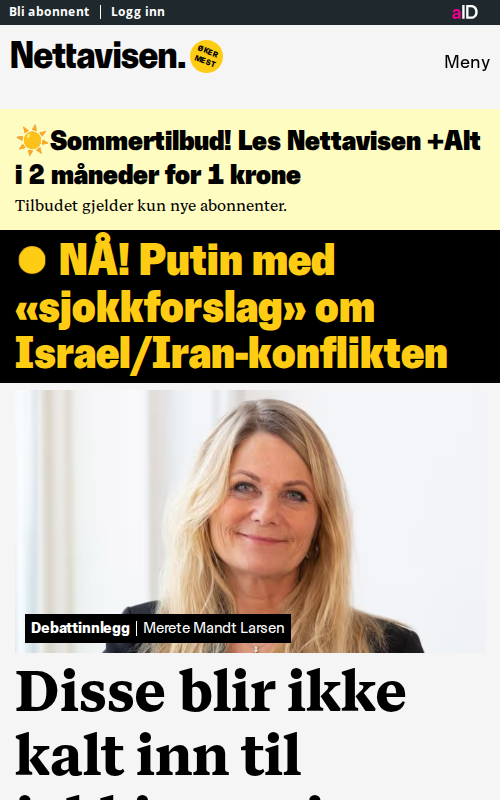 Bli abonnent | Logg inn
aID
Nettavisen.
ØKER
MEST
Meny
☀️Sommertilbud! Les Nettavisen +Alt
i 2 måneder for 1 krone
Tilbudet gjelder kun nye abonnenter.
NÅ! Putin med
«sjokkforslag» om
Israel/Iran-konflikten
Debattinnlegg | Merete Mandt Larsen
Disse blir ikke
kalt inn til